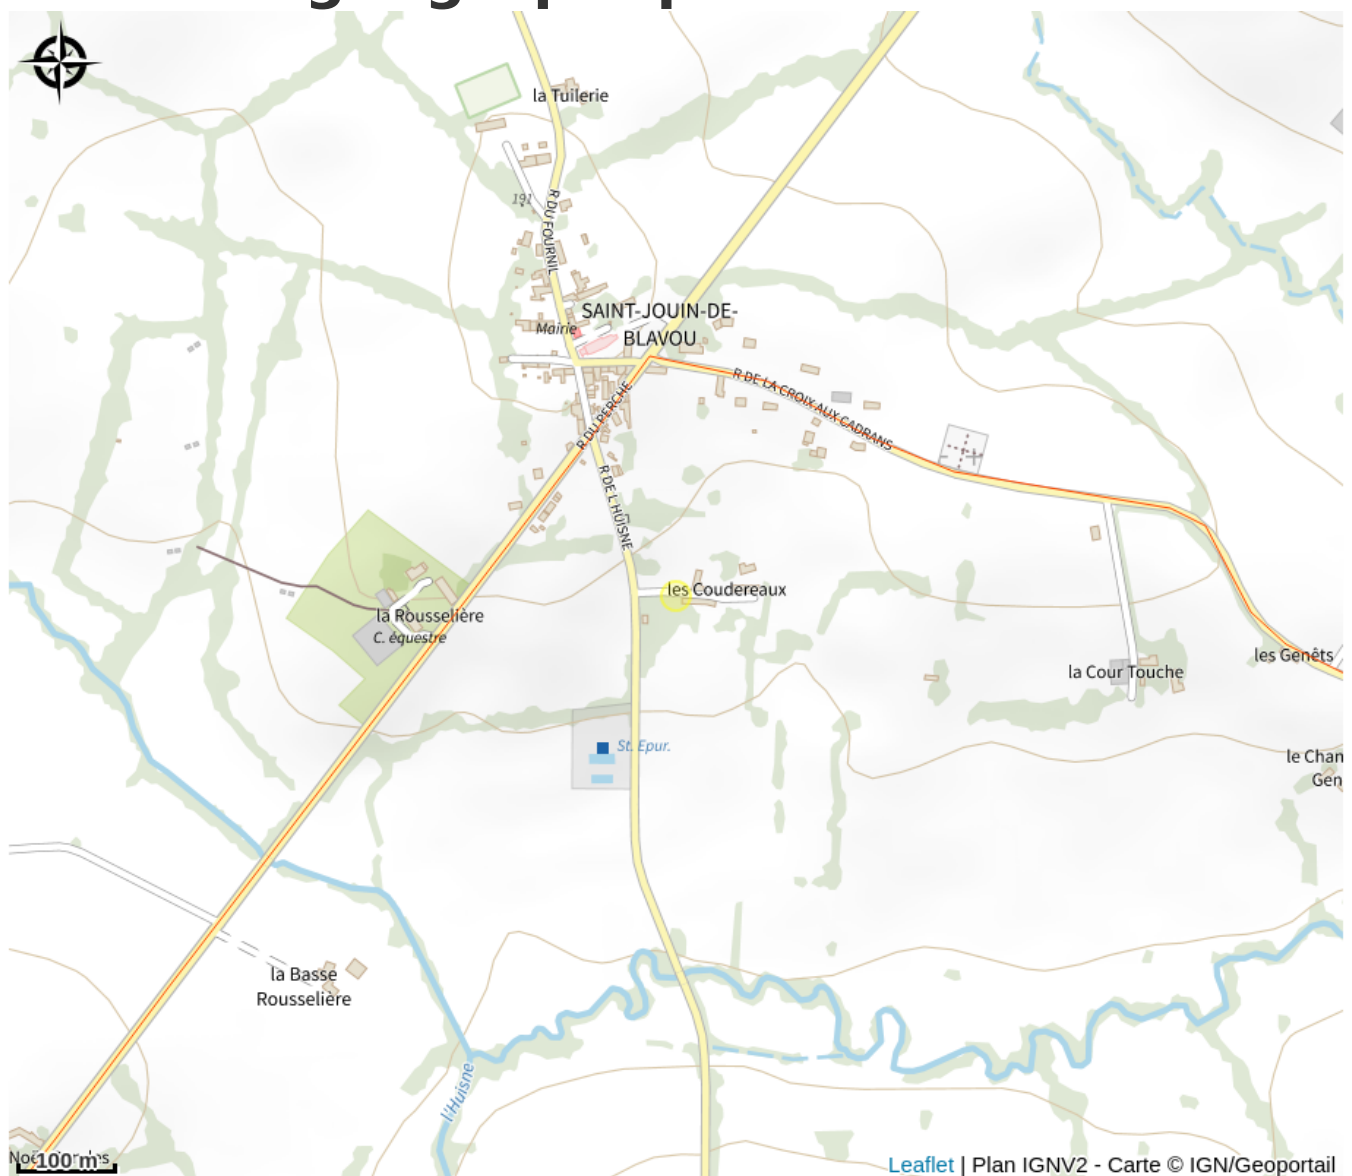 la Tuilerie
191
R DU FOURNIL
SAINT-JOUIN-DE-
BLAVOU
Mairie
R DE LA CROIX AUX CADRANS
R DU PERCHE
R DE L'HUISNE
les Coudereaux
la Rousselière
C. équestre
les Genêts
la Cour Touche
St. Epur.
le Chan
Gen
la Basse
Rousselière
l'Huisne
100 m
Leaflet | Plan IGNV2 - Carte © IGN/Geoportail